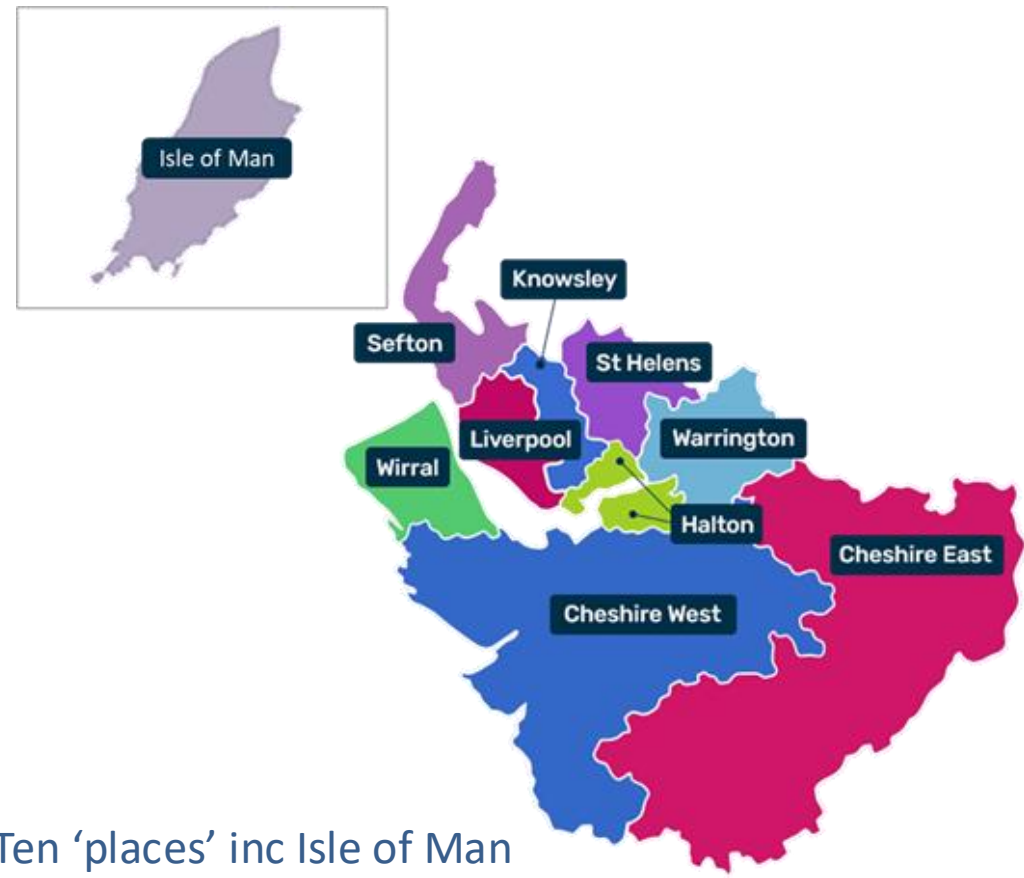 Isle of Man
Knowsley
Sefton
St Helens
Liverpool
Warrington
Wirral
Halton
Cheshire East
Cheshire West
Ten ‘places’ inc Isle of Man